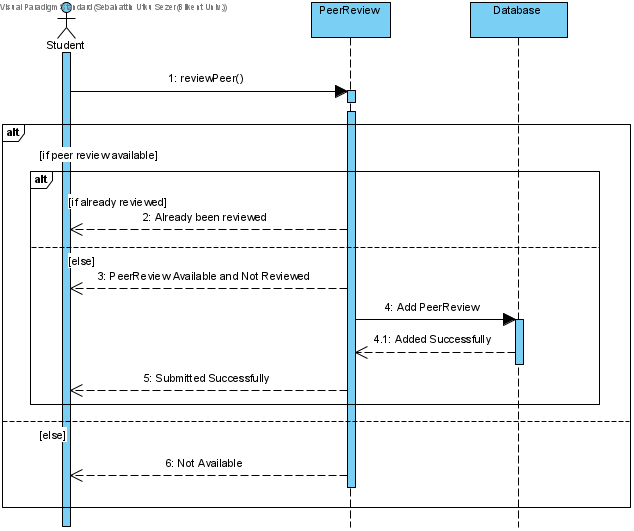 Visual Paradigm Standard (Sebahattin Utku Sezer(Bilkent Univ.))
Student
PeerReview
Database
1: reviewPeer()
alt
[if peer review available]
alt
[if already reviewed]
2: Already been reviewed
[else]
3: PeerReview Available and Not Reviewed
4: Add PeerReview
4.1: Added Successfully
5: Submitted Successfully
[else]
6: Not Available